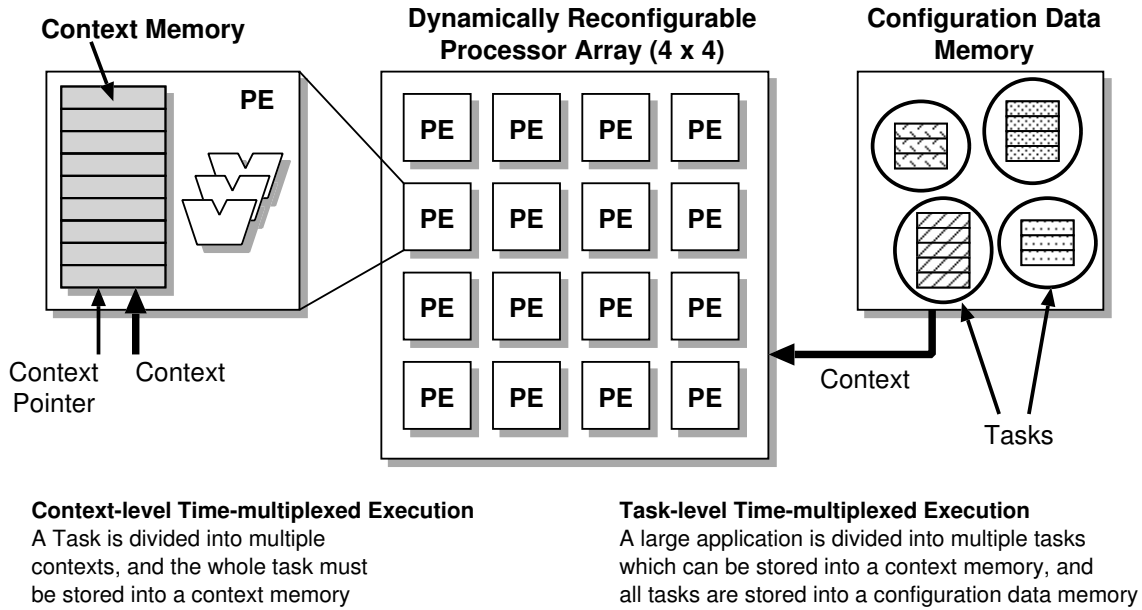 Context Memory
Dynamically Reconfigurable
Processor Array (4 x 4)
Configuration Data
Memory
PE
PE PE PE PE
PE PE PE PE
PE PE PE PE
PE PE PE PE
Context
Pointer
Context
Context
Tasks
Context-level Time-multiplexed Execution
A Task is divided into multiple
contexts, and the whole task must
be stored into a context memory
Task-level Time-multiplexed Execution
A large application is divided into multiple tasks
which can be stored into a context memory, and
all tasks are stored into a configuration data memory